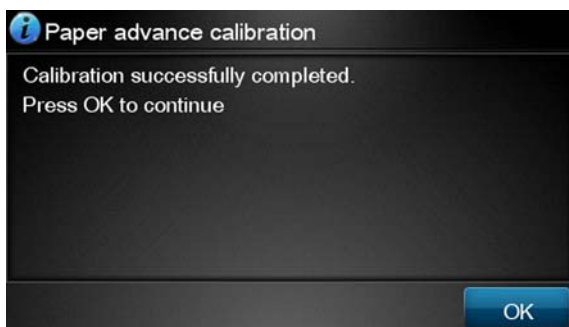 Paper advance calibration
Calibration successfully completed.
Press OK to continue
OK